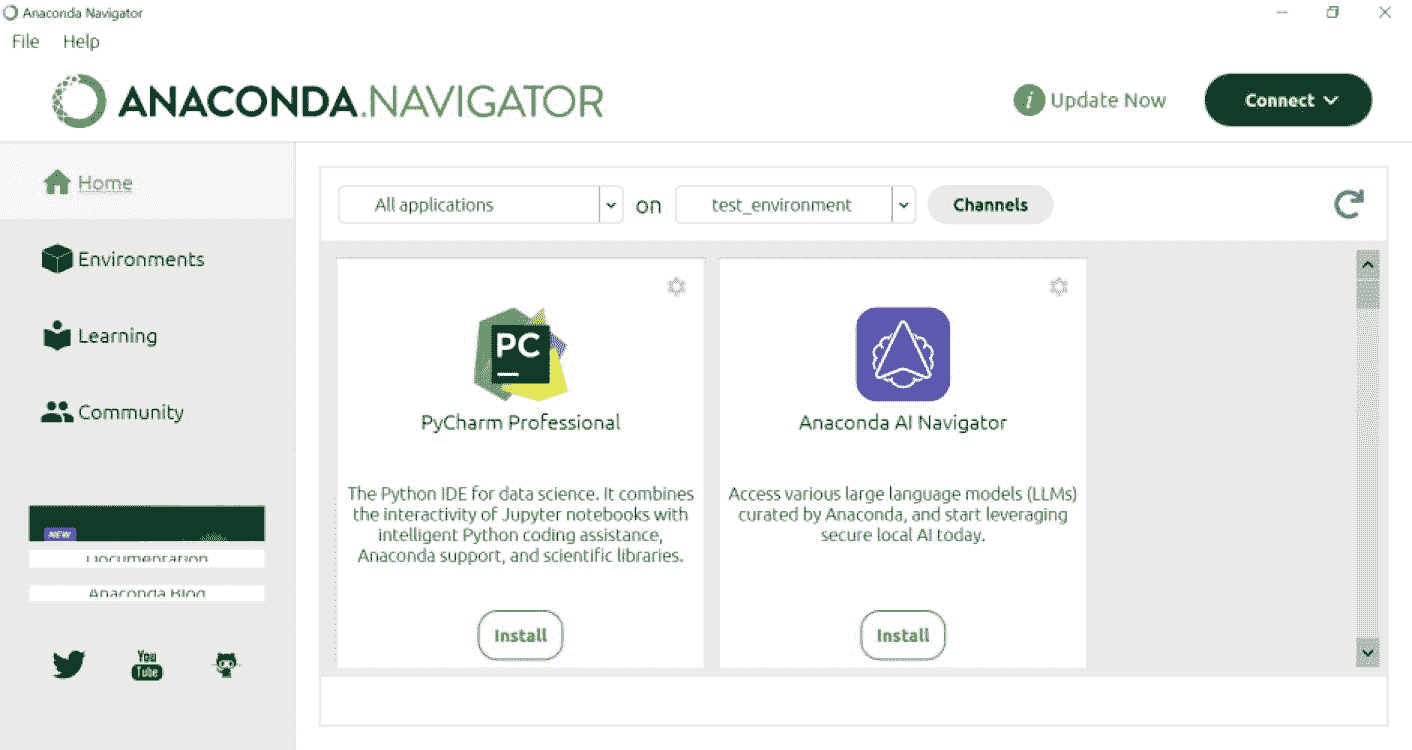 Anaconda Navigator
File Help
ANACONDA.NAVIGATOR
i Update Now
Connect
Home
All applications on test_environment Channels
Environments
Learning
Community
PC
PyCharm Professional
The Python IDE for data science. It combines
the interactivity of Jupyter notebooks with
intelligent Python coding assistance,
Anaconda support, and scientific libraries.
Install
Anaconda AI Navigator
Access various large language models (LLMs)
curated by Anaconda, and start leveraging
secure local AI today.
Install
NEW
Documentation
Anaconda Blog
You
Tube